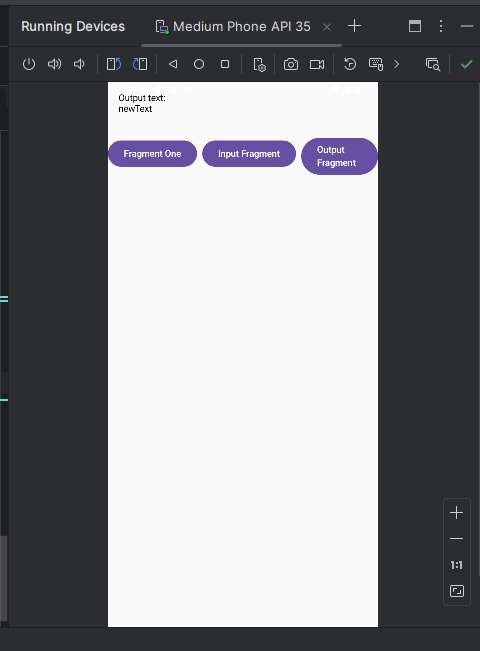 Running Devices
Medium Phone API 35
Output text:
newText
Fragment One
Input Fragment
Output
Fragment
1:1